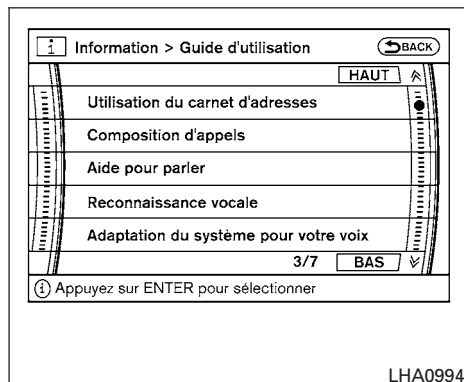 i Information > Guide d'utilisation BACK
HAUT
Utilisation du carnet d'adresses
Composition d'appels
Aide pour parler
Reconnaissance vocale
Adaptation du système pour votre voix
3/7 BAS
i Appuyez sur ENTER pour sélectionner
LHA0994